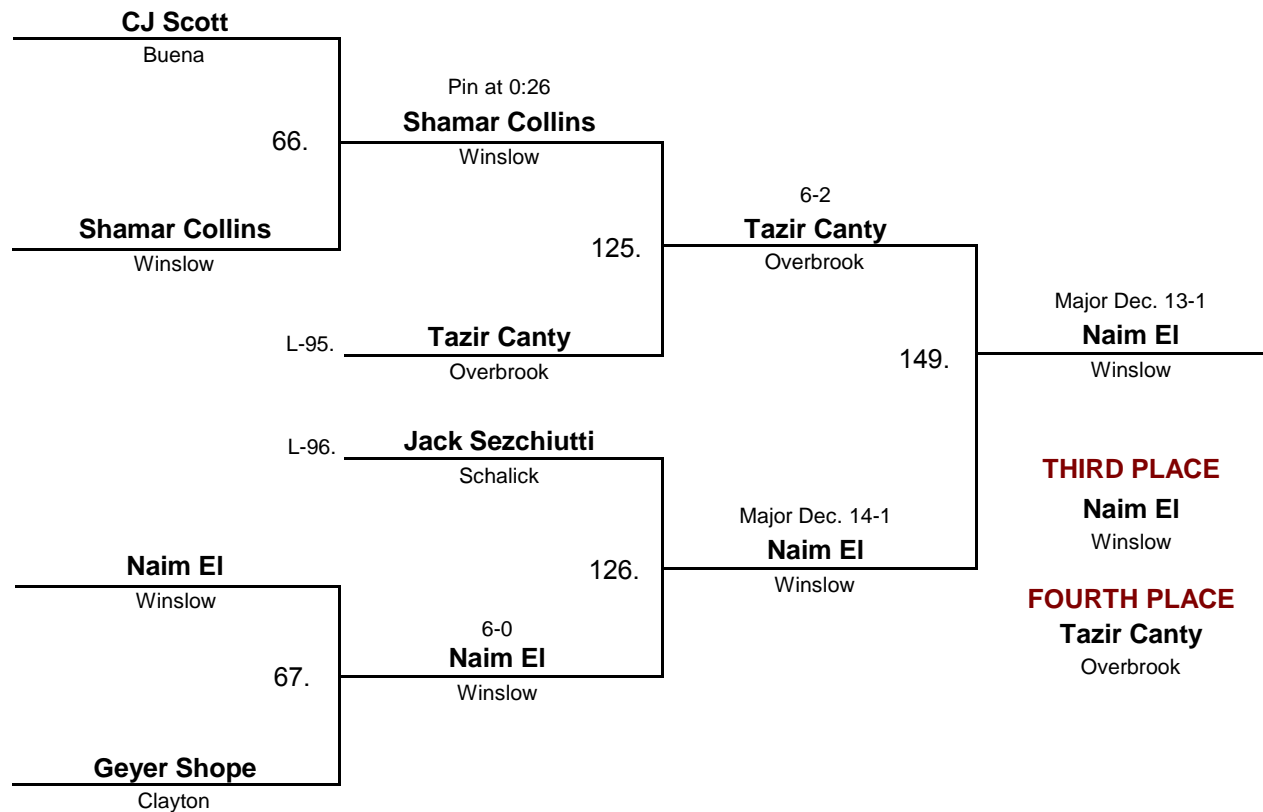 CJ Scott
Buena
66.
Shamar Collins
Winslow
Pin at 0:26
Shamar Collins
Winslow
125.
L-95.
Tazir Canty
Overbrook
6-2
Tazir Canty
Overbrook
149.
L-96.
Jack Sezchiutti
Schalick
126.
Naim El
Winslow
67.
Geyer Shope
Clayton
6-0
Naim El
Winslow
Major Dec. 14-1
Naim El
Winslow
Major Dec. 13-1
Naim El
Winslow
THIRD PLACE
Naim El
Winslow
FOURTH PLACE
Tazir Canty
Overbrook